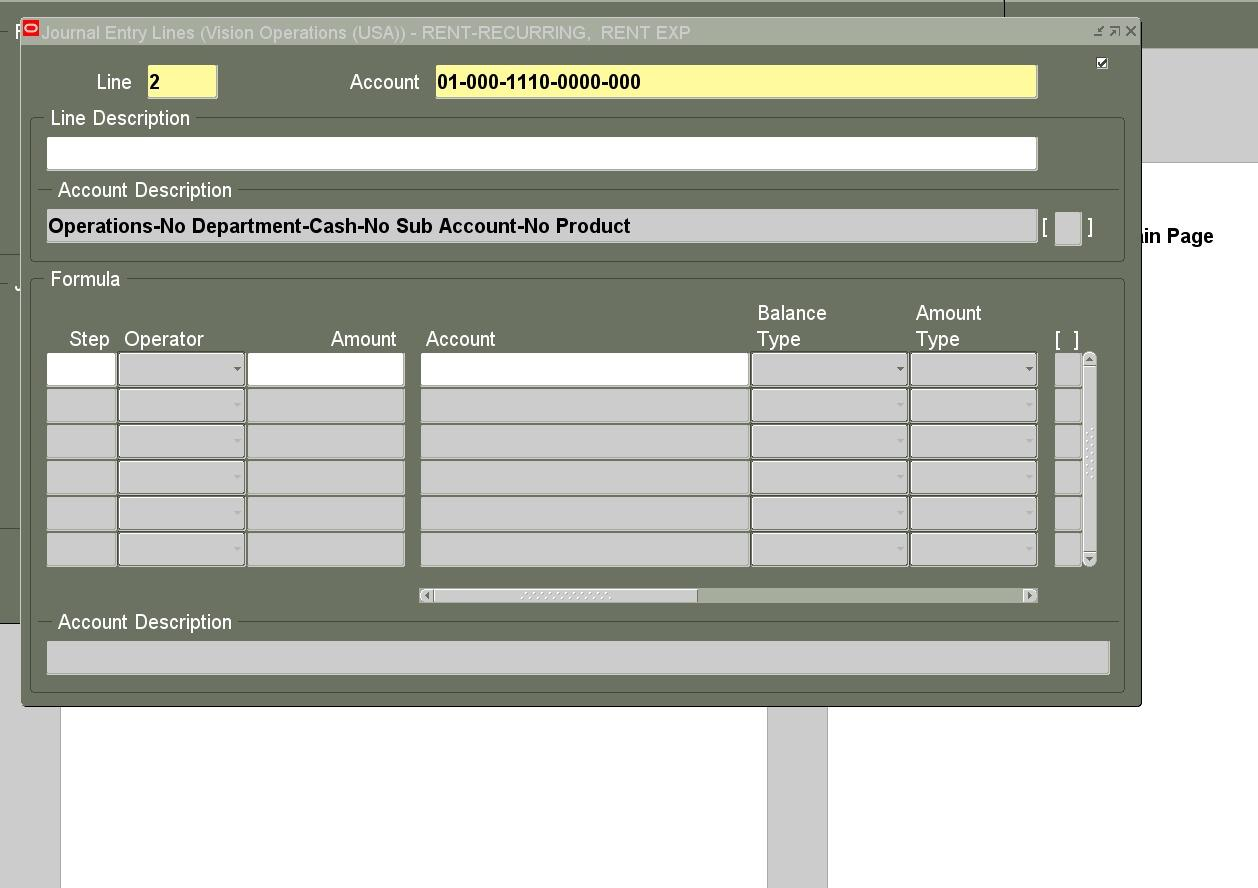 Journal Entry Lines (Vision Operations (USA)) - RENT-RECURRING, RENT EXP
Line 2 Account 01-000-1110-0000-000
Line Description
Account Description
Operations-No Department-Cash-No Sub Account-No Product [ ]
ain Page
Formula
Balance Amount
Step Operator Amount Account Type Type [ ]
Account Description